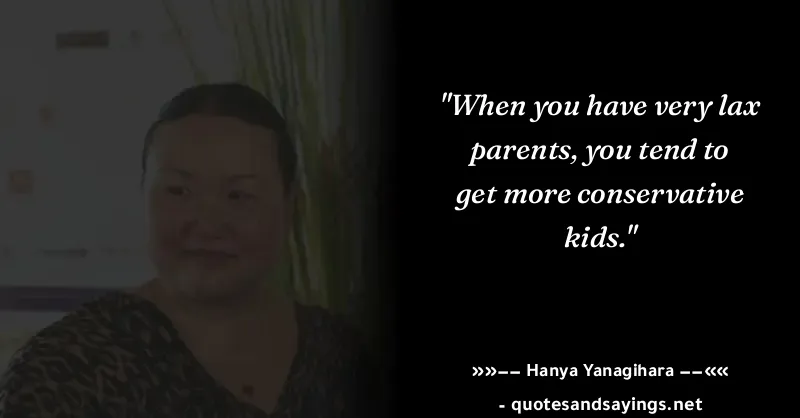 "When you have very lax
parents, you tend to
get more conservative
kids."
»»−− Hanya Yanagihara −−««
- quotesandsayings.net